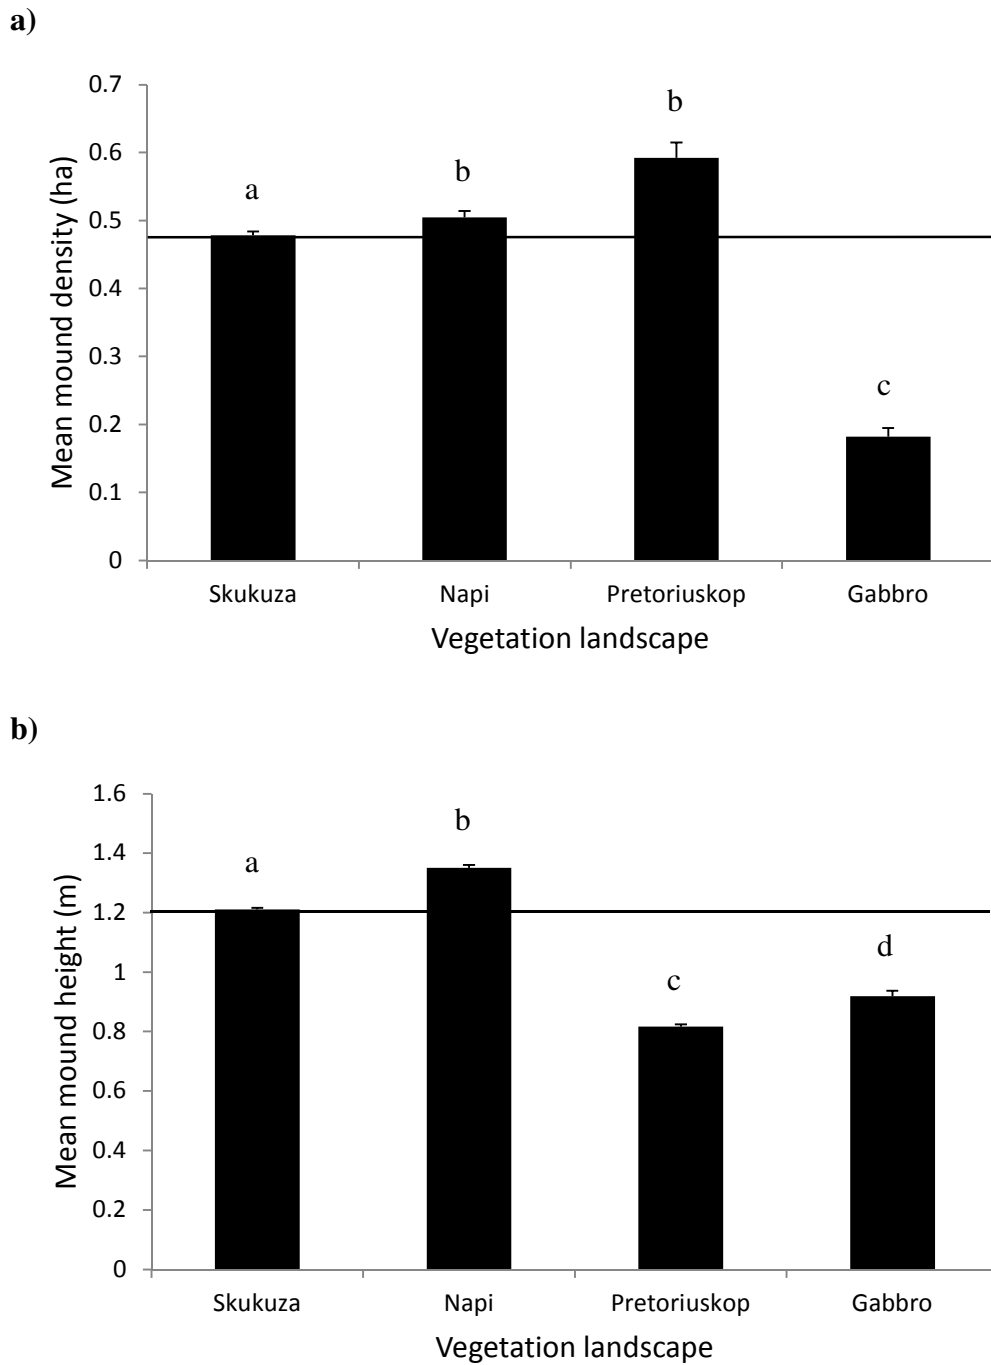 a)
Mean mound density (ha)
0.7
0.6
0.5
0.4
0.3
0.2
0.1
0
a
b
b
c
Skukuza
Napi
Pretoriuskop
Gabbro
Vegetation landscape
b)
Mean mound height (m)
1.6
1.4
1.2
1
0.8
0.6
0.4
0.2
0
a
b
c
d
Skukuza
Napi
Pretoriuskop
Gabbro
Vegetation landscape